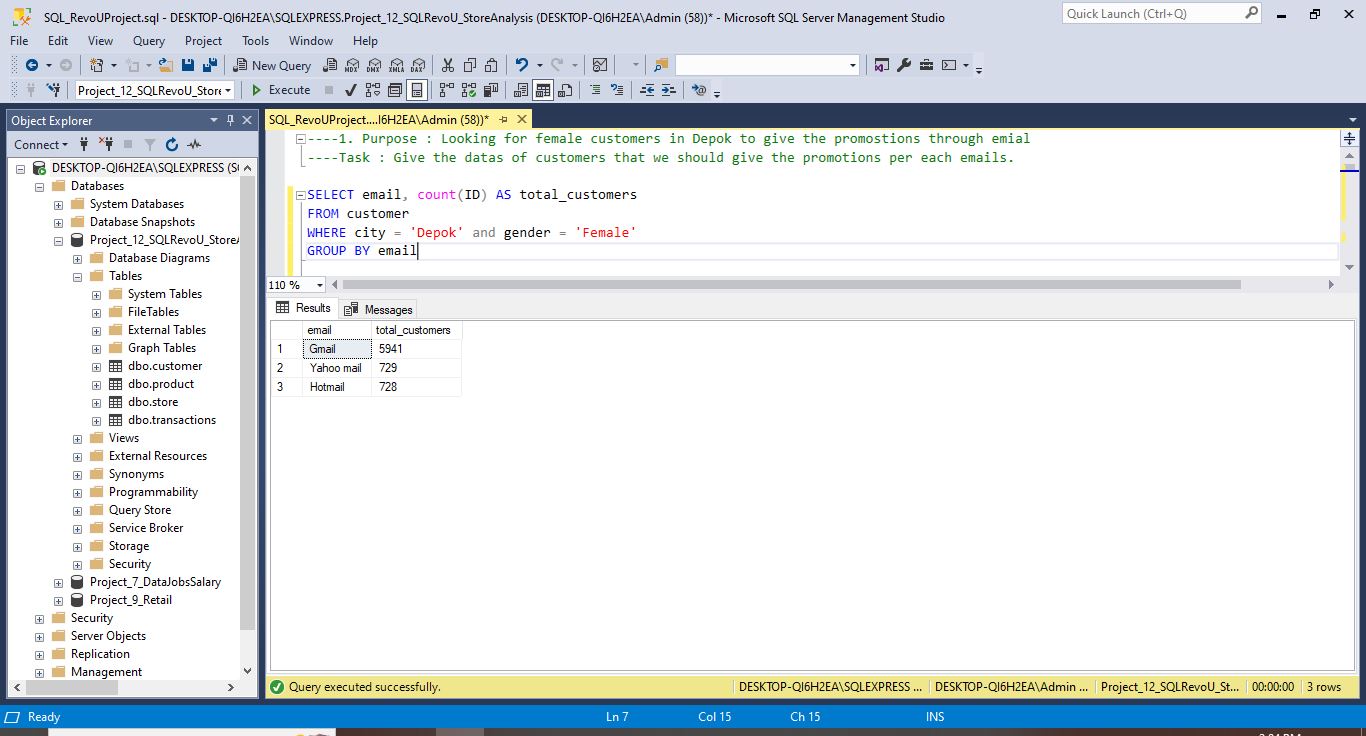 SQL_RevoUProject.sql - DESKTOP-QI6H2EA\SQLEXPRESS.Project_12_SQLRevoU_StoreAnalysis (DESKTOP-QI6H2EA\Admin (58))* - Microsoft SQL Server Management Studio
Quick Launch (Ctrl+Q)
File Edit View Query Project Tools Window Help
New Query MDX DMX XMLA DAX
Project_12_SQLRevoU_Store Execute
Object Explorer
Connect
DESKTOP-QI6H2EA\SQLEXPRESS (S
Databases
System Databases
Database Snapshots
Project_12_SQLRevoU_Store
Database Diagrams
Tables
System Tables
FileTables
External Tables
Graph Tables
dbo.customer
dbo.product
dbo.store
dbo.transactions
Views
External Resources
Synonyms
Programmability
Query Store
Service Broker
Storage
Security
Project_7_DataJobsSalary
Project_9_Retail
Security
Server Objects
Replication
Management
SQL_RevoUProject....I6H2EA\Admin (58))*
----1. Purpose : Looking for female customers in Depok to give the promostions through emial
----Task : Give the datas of customers that we should give the promotions per each emails.
SELECT email, count(ID) AS total_customers
FROM customer
WHERE city = 'Depok' and gender = 'Female'
GROUP BY email
110 %
Results Messages
email total_customers
1 Gmail 5941
2 Yahoo mail 729
3 Hotmail 728
Query executed successfully. DESKTOP-QI6H2EA\SQLEXPRESS ... DESKTOP-QI6H2EA\Admin ... Project_12_SQLRevoU_St... 00:00:00 3 rows
Ready Ln 7 Col 15 Ch 15 INS